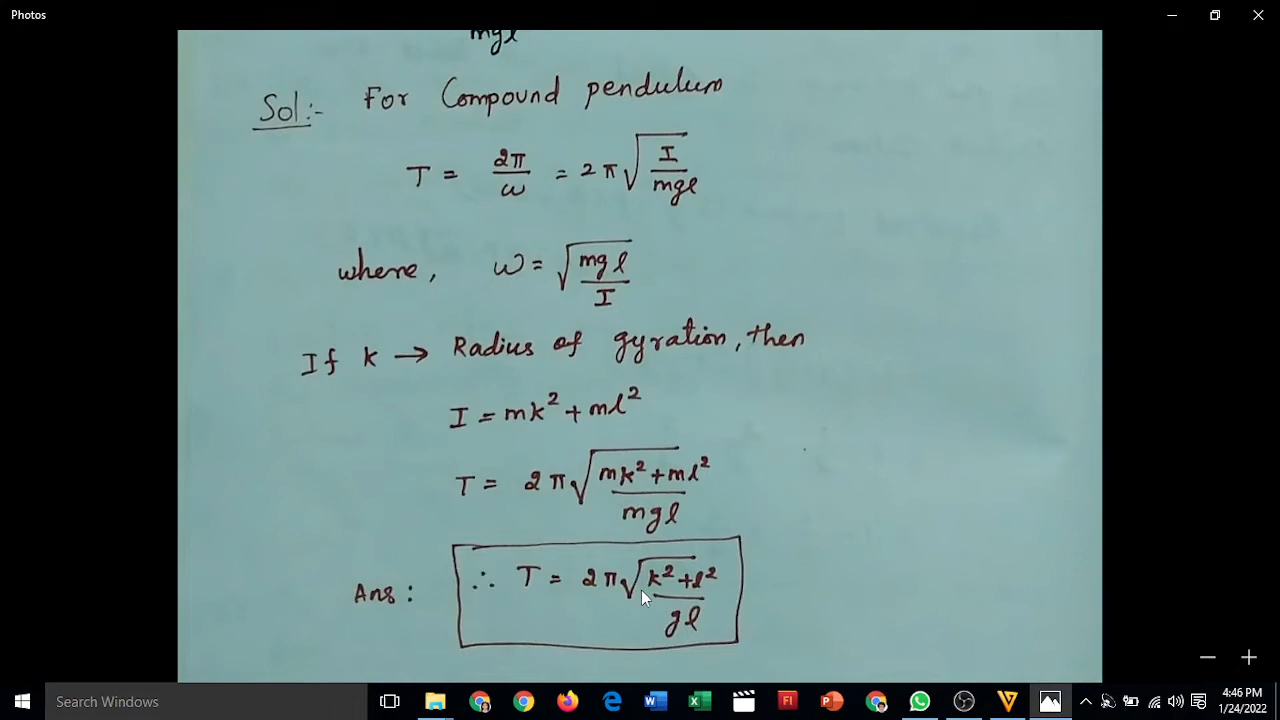 Photos
mgl
Sol:- For Compound pendulum
T = 2π/ω = 2π√(I/mgl)
where, ω = √(mgl/I)
If k → Radius of gyration, then
I = mk² + ml²
T = 2π√((mk² + ml²)/mgl)
Ans: ∴ T = 2π√((k² + l²)/gl)
Search Windows
4:46 PM
1/24/2022